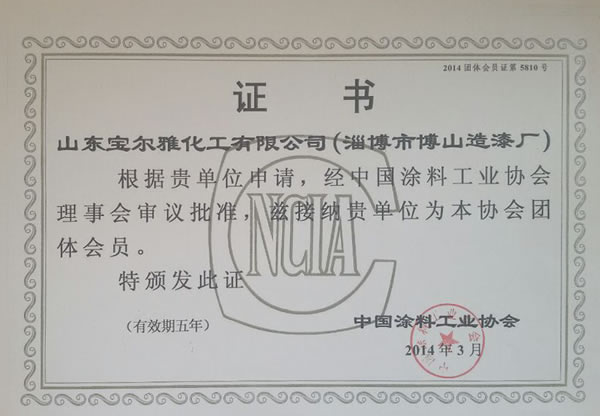 2014团体会员证第5810号
证 书
山东宝尔雅化工有限公司(淄博市博山造漆厂)
根据贵单位申请,经中国涂料工业协会
理事会审议批准,兹接纳贵单位为本协会团
体会员。
NCIA
特颁发此证
(有效期五年)
中国涂料工业协会
2014年3月